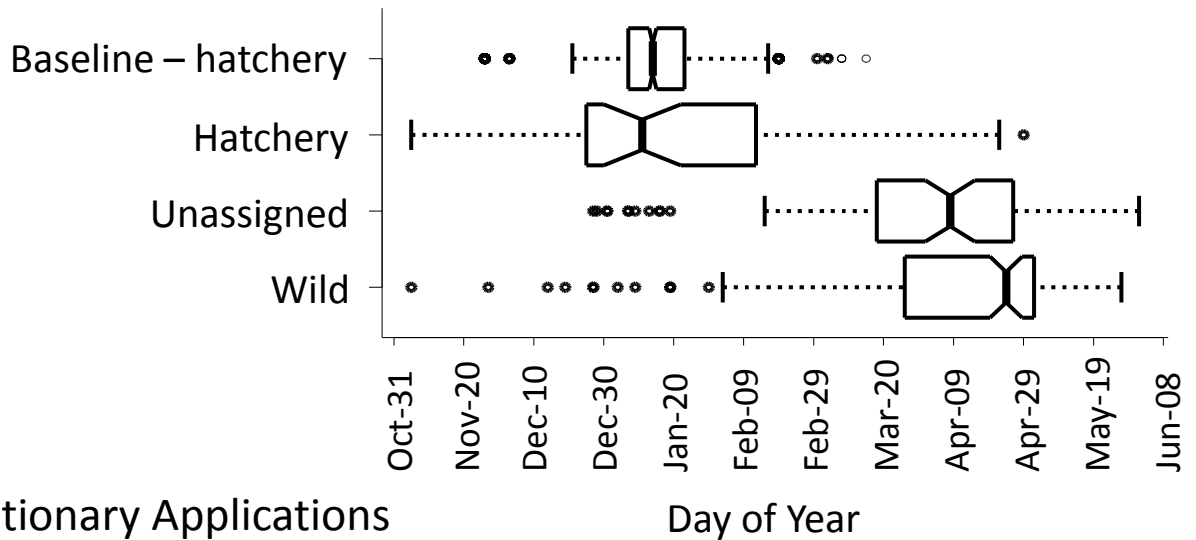 Baseline – hatchery
Hatchery
Unassigned
Wild
Oct-31
Nov-20
Dec-10
Dec-30
Jan-20
Feb-09
Feb-29
Mar-20
Apr-09
Apr-29
May-19
Jun-08
tionary Applications
Day of Year